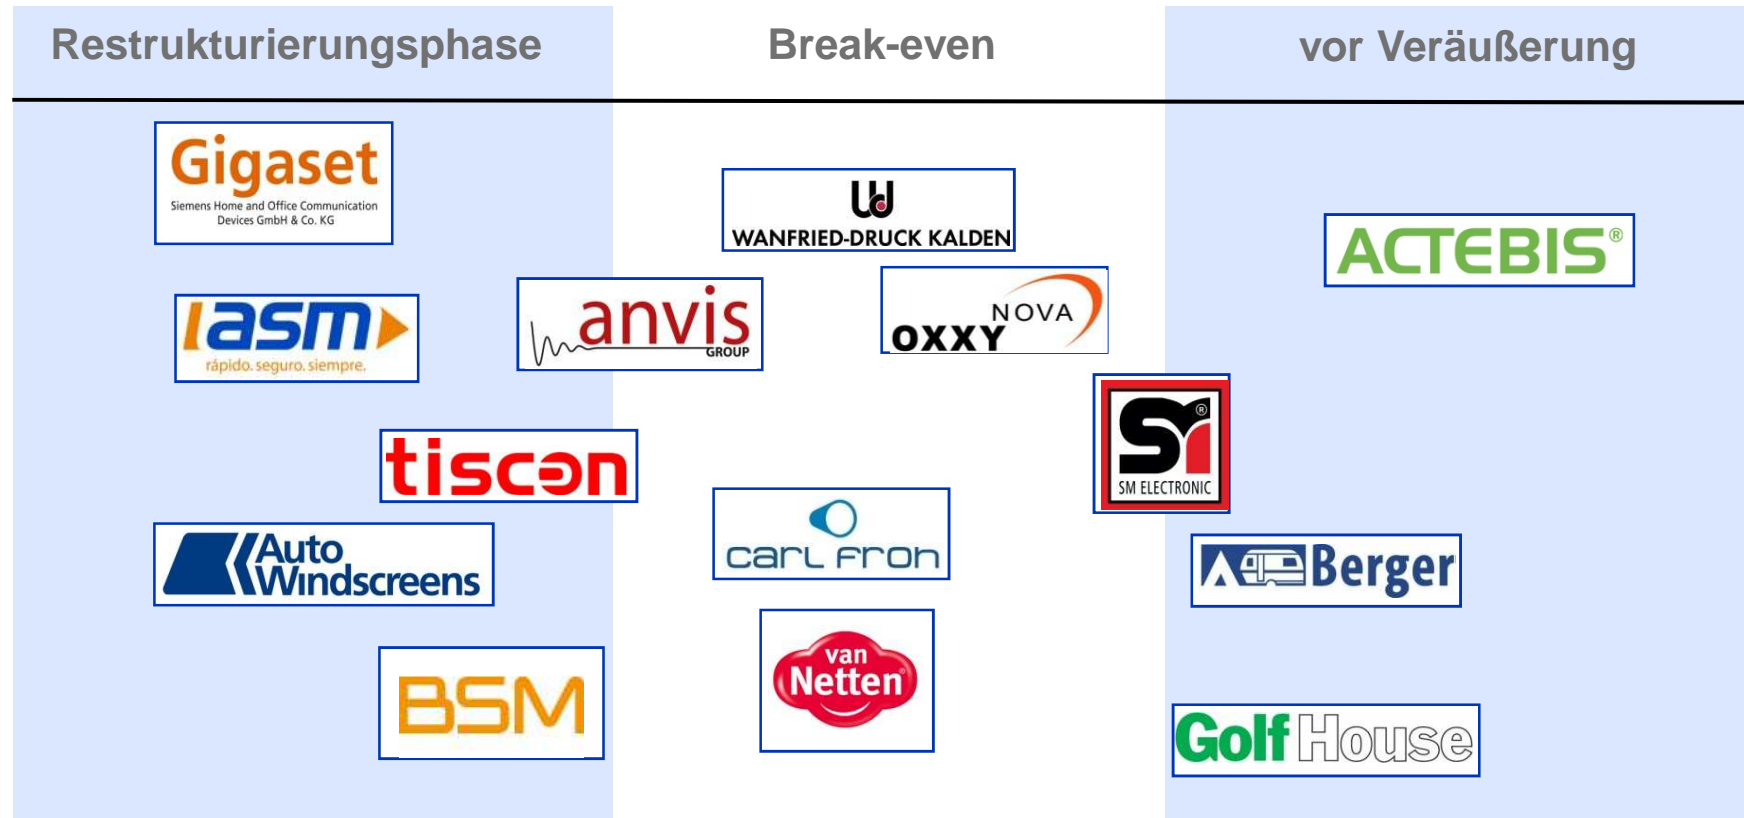 Restrukturierungsphase
Break-even
vor Veräußerung
Gigaset
Siemens Home and Office Communication
Devices GmbH & Co. KG
WANFRIED-DRUCK KALDEN
ACTEBIS®
asm
rápido. seguro. siempre.
anvis
GROUP
NOVA
OXXY
tiscon
SM®
SM ELECTRONIC
Auto
Windscreens
carl fron
Berger
BSM
van
Netten®
Golf House